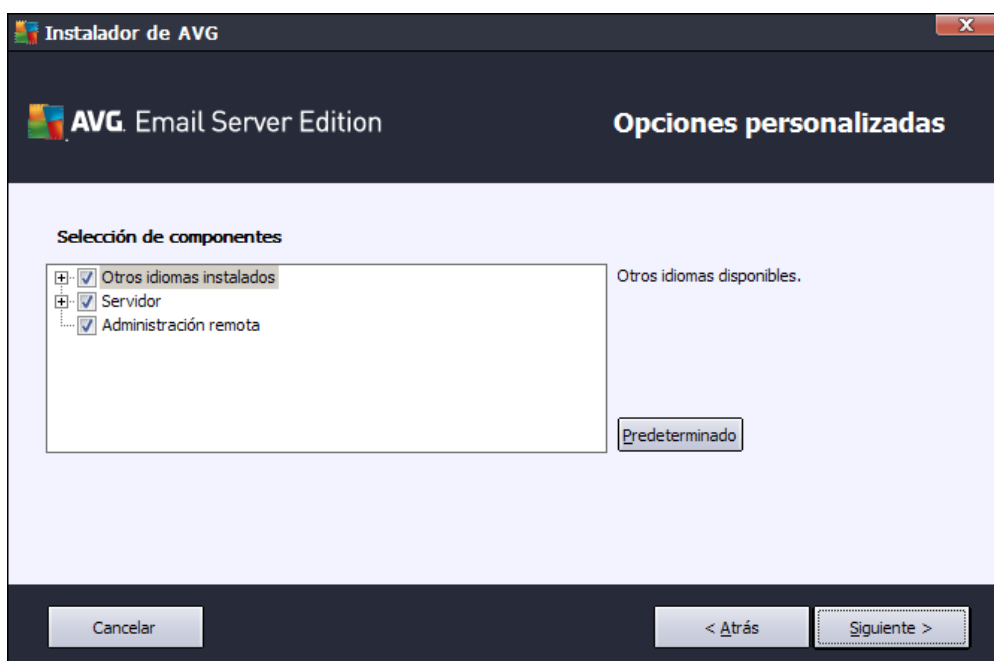 Instalador de AVG
AVG. Email Server Edition
Opciones personalizadas
Selección de componentes
Otros idiomas instalados
Servidor
Administración remota
Otros idiomas disponibles.
Predeterminado
Cancelar
< Atrás
Siguiente >